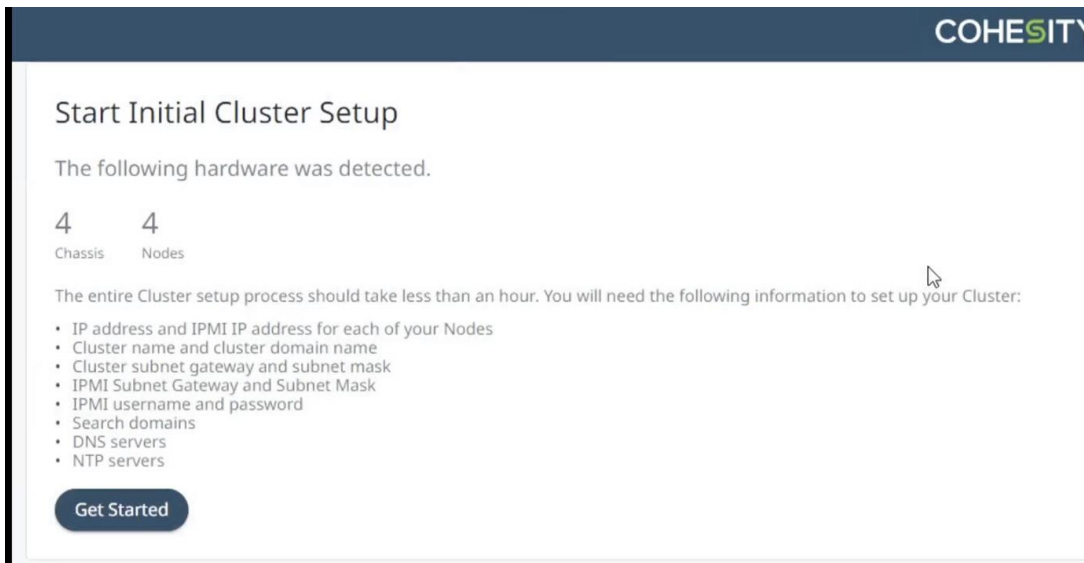 COHESITY
Start Initial Cluster Setup
The following hardware was detected.
4 4
Chassis Nodes
The entire Cluster setup process should take less than an hour. You will need the following information to set up your Cluster:
• IP address and IPMI IP address for each of your Nodes
• Cluster name and cluster domain name
• Cluster subnet gateway and subnet mask
• IPMI Subnet Gateway and Subnet Mask
• IPMI username and password
• Search domains
• DNS servers
• NTP servers
Get Started